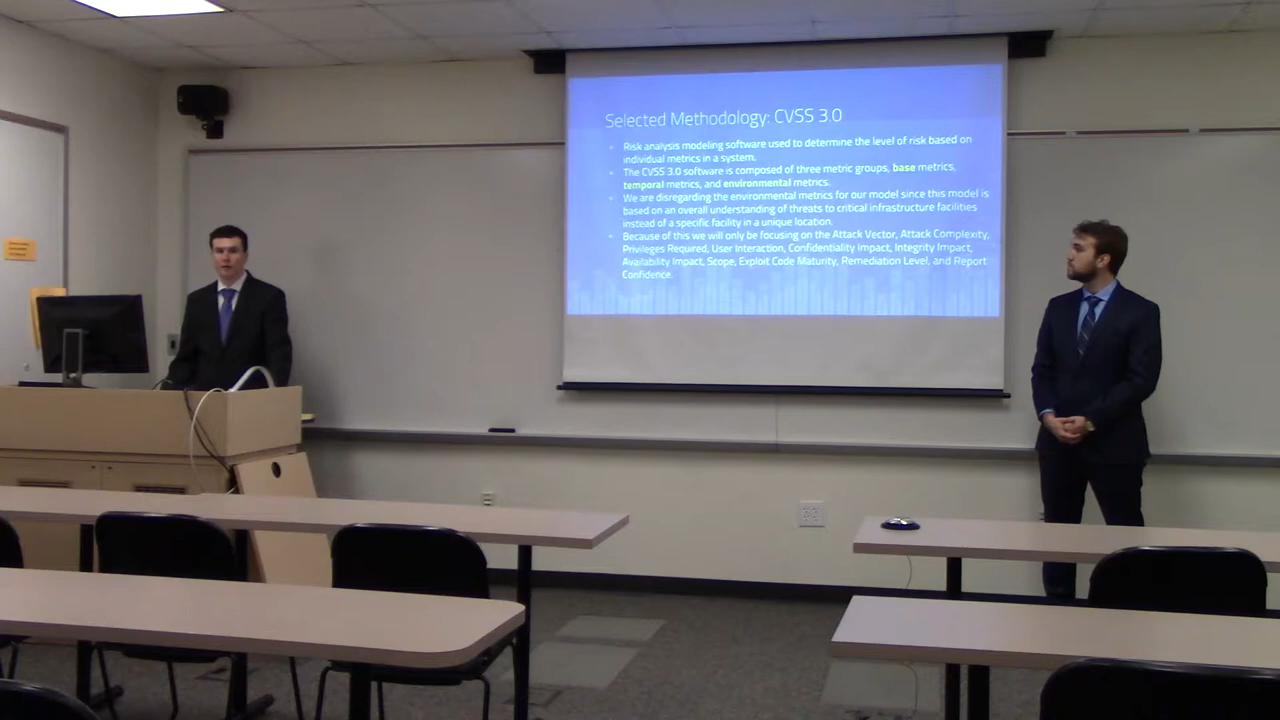 Selected Methodology: CVSS 3.0
Risk analysis modeling software used to determine the level of risk based on
individual metrics in a system.
The CVSS 3.0 software is composed of three metric groups, base metrics,
temporal metrics, and environmental metrics.
We are disregarding the environmental metrics for our model since this model is
based on an overall understanding of threats to critical infrastructure facilities
instead of a specific facility in a unique location.
Because of this we will only be focusing on the Attack Vector, Attack Complexity,
Privileges Required, User Interaction, Confidentiality Impact, Integrity Impact,
Availability Impact, Scope, Exploit Code Maturity, Remediation Level, and Report
Confidence.